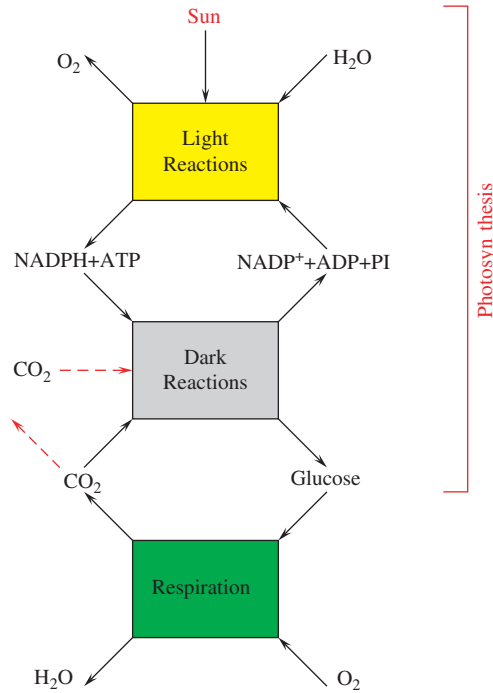 Sun
O₂
H₂O
Light
Reactions
NADPH+ATP
NADP⁺+ADP+PI
Dark
Reactions
CO₂
CO₂
Glucose
Respiration
H₂O
O₂
Photosyn thesis